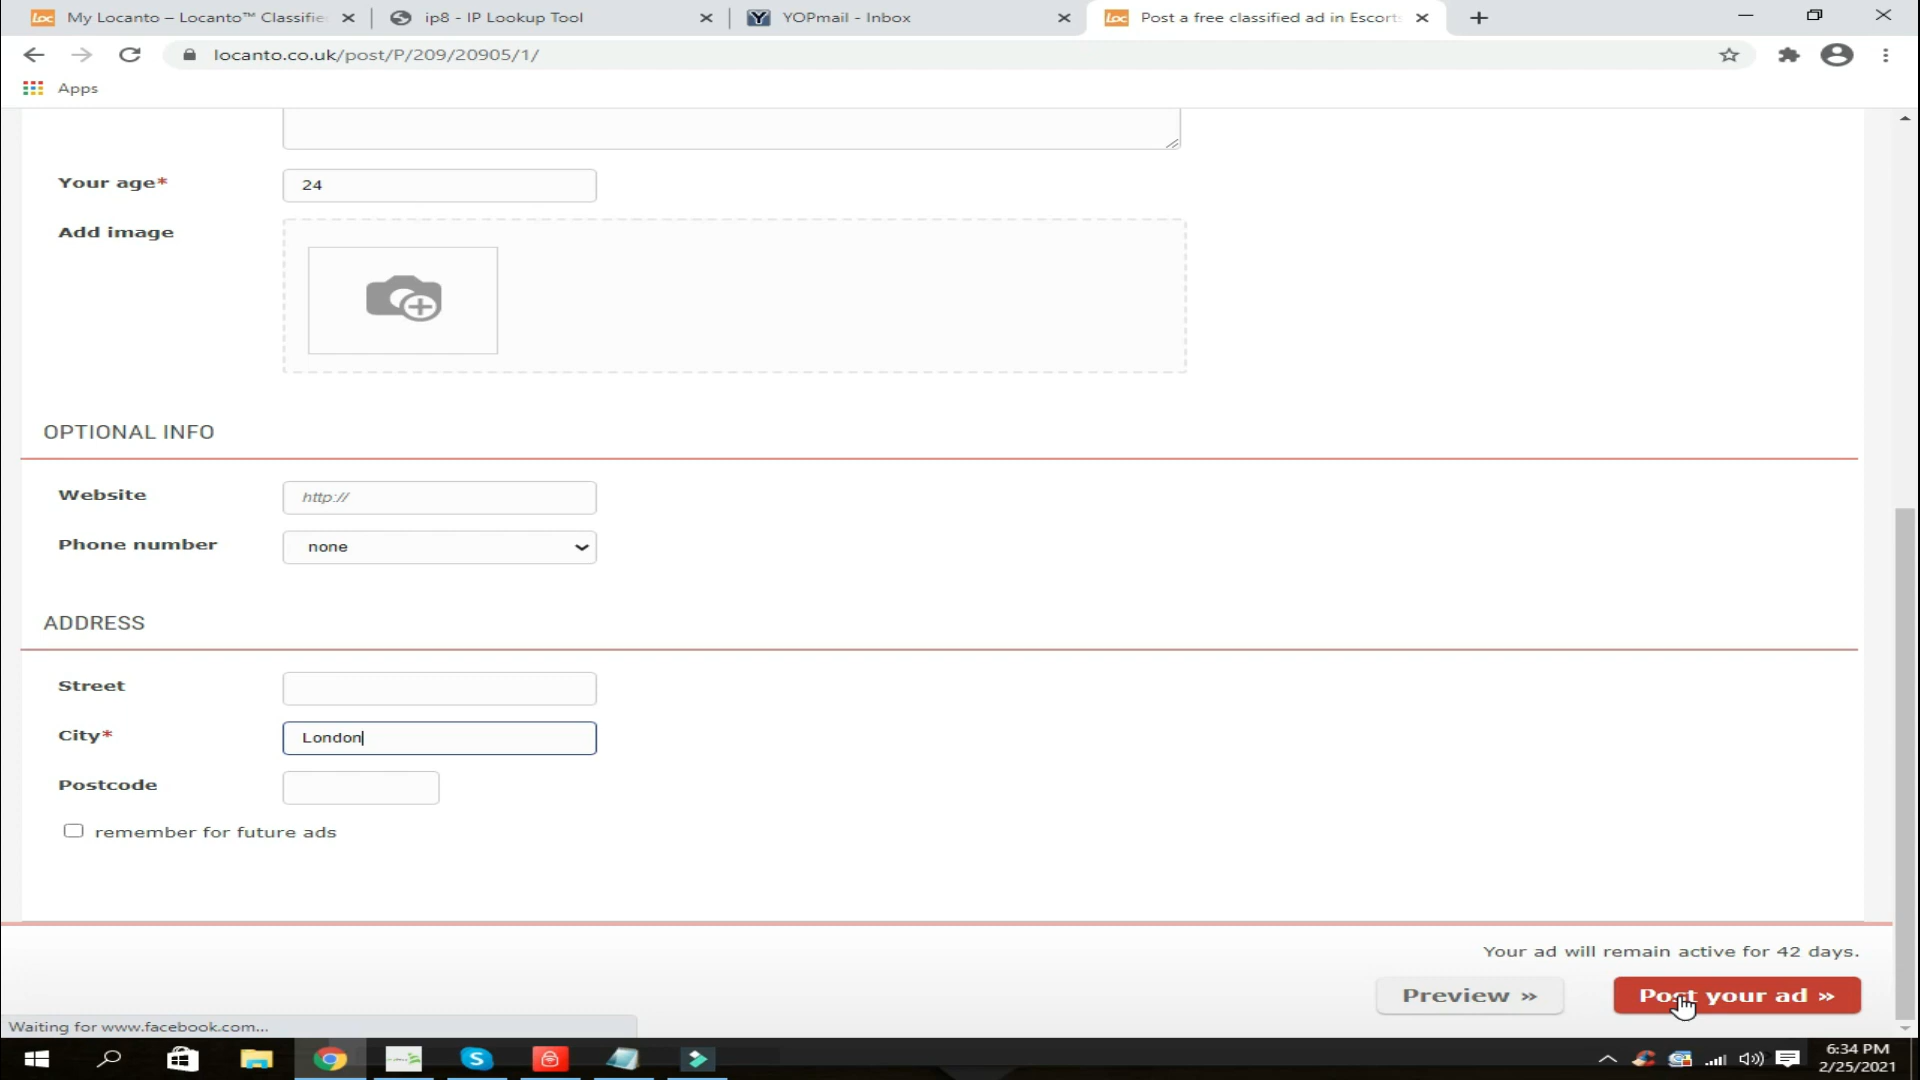 My Locanto – Locanto™ Classifie
ip8 - IP Lookup Tool
YOPmail - Inbox
Post a free classified ad in Escort
locanto.co.uk/post/P/209/20905/1/
Apps
Your age* 24
Add image
OPTIONAL INFO
Website http://
Phone number none
ADDRESS
Street
City* London
Postcode
remember for future ads
Your ad will remain active for 42 days.
Preview »
Post your ad »
Waiting for www.facebook.com...
6:34 PM
2/25/2021